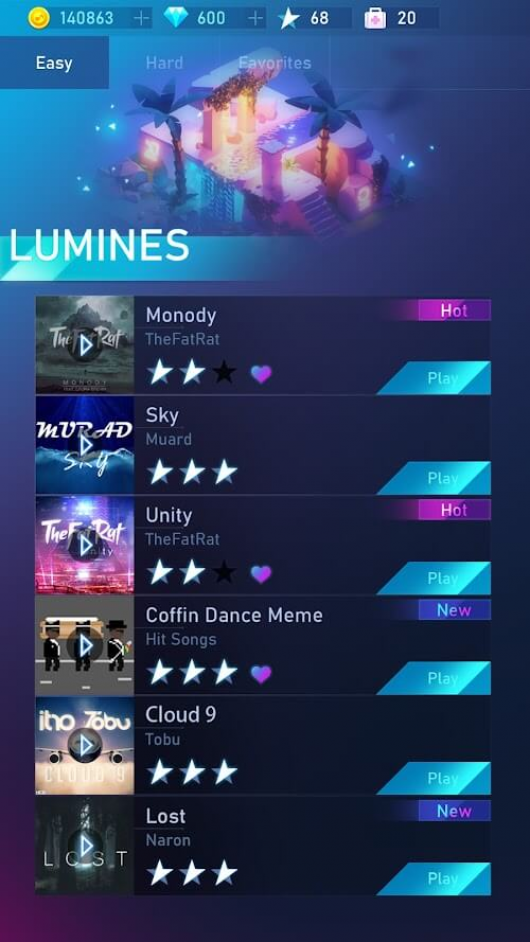 140863
600
68
20
Easy
Hard
Favorites
LUMINES
TheFatRat
MONODY
Monody
TheFatRat
Hot
Play
MURAD
SKY
Sky
Muard
Play
TheFatRat
Unity
Unity
TheFatRat
Hot
Play
Coffin Dance Meme
Hit Songs
New
Play
itro Tobu
CLOUD 9
Cloud 9
Tobu
Play
LOST
Lost
Naron
New
Play